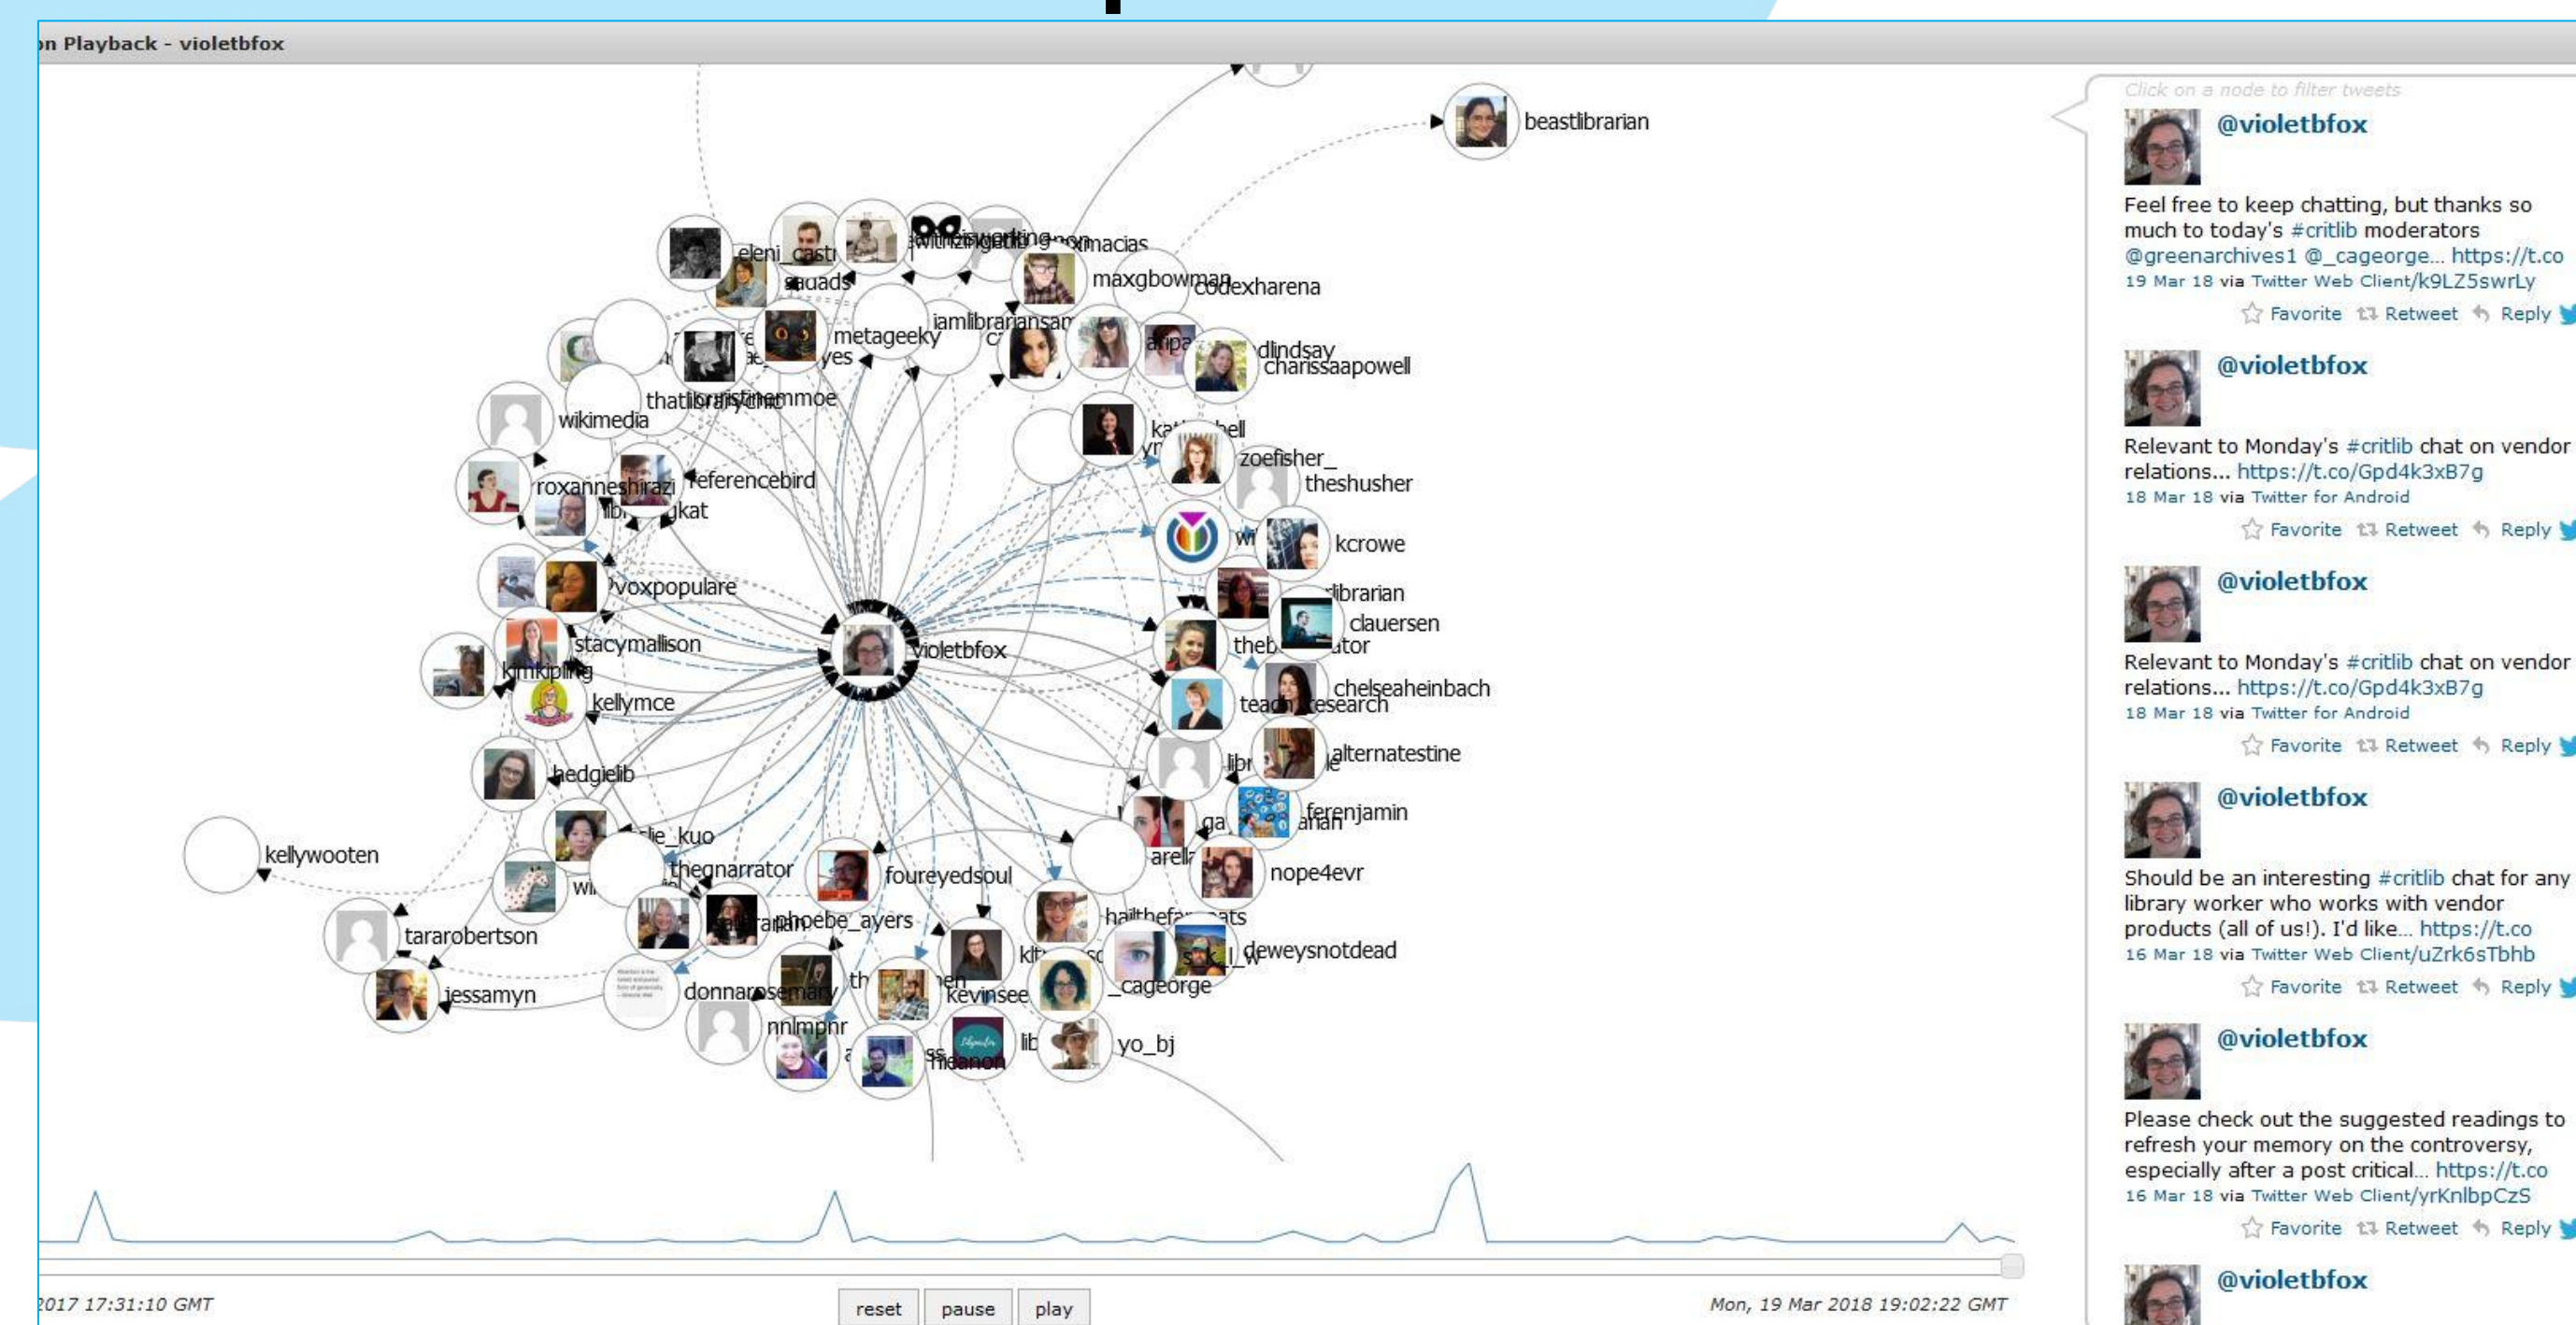 on Playback - violetbfox
beastlibrarian
maxgbowman
codexharena
metageeky
iamlibrariansam
charissaapowell
wikimedia
zoefisher_
theshusher
roxanneshirazi
referencebird
kcrowe
voxpopulare
clauersen
stacymallison
violetbfox
kimkipling
chelseaheinbach
kellymce
alternatestine
hedgielib
ferenjamin
kellywooten
thegnarrator
foureyedsoul
nope4evr
phoebe_ayers
tararobertson
deweysnotdead
jessamyn
donnarosemary
kevinsee
_cageorge
nnlmpnr
yo_bj
2017 17:31:10 GMT
reset pause play
Mon, 19 Mar 2018 19:02:22 GMT
Click on a node to filter tweets
@violetbfox
Feel free to keep chatting, but thanks so
much to today's #critlib moderators
@greenarchives1 @_cageorge... https://t.co
19 Mar 18 via Twitter Web Client/k9LZ5swrLy
Favorite Retweet Reply
@violetbfox
Relevant to Monday's #critlib chat on vendor
relations... https://t.co/Gpd4k3xB7g
18 Mar 18 via Twitter for Android
Favorite Retweet Reply
@violetbfox
Relevant to Monday's #critlib chat on vendor
relations... https://t.co/Gpd4k3xB7g
18 Mar 18 via Twitter for Android
Favorite Retweet Reply
@violetbfox
Should be an interesting #critlib chat for any
library worker who works with vendor
products (all of us!). I'd like... https://t.co
16 Mar 18 via Twitter Web Client/uZrk6sTbhb
Favorite Retweet Reply
@violetbfox
Please check out the suggested readings to
refresh your memory on the controversy,
especially after a post critical... https://t.co
16 Mar 18 via Twitter Web Client/yrKnlbpCzS
Favorite Retweet Reply
@violetbfox